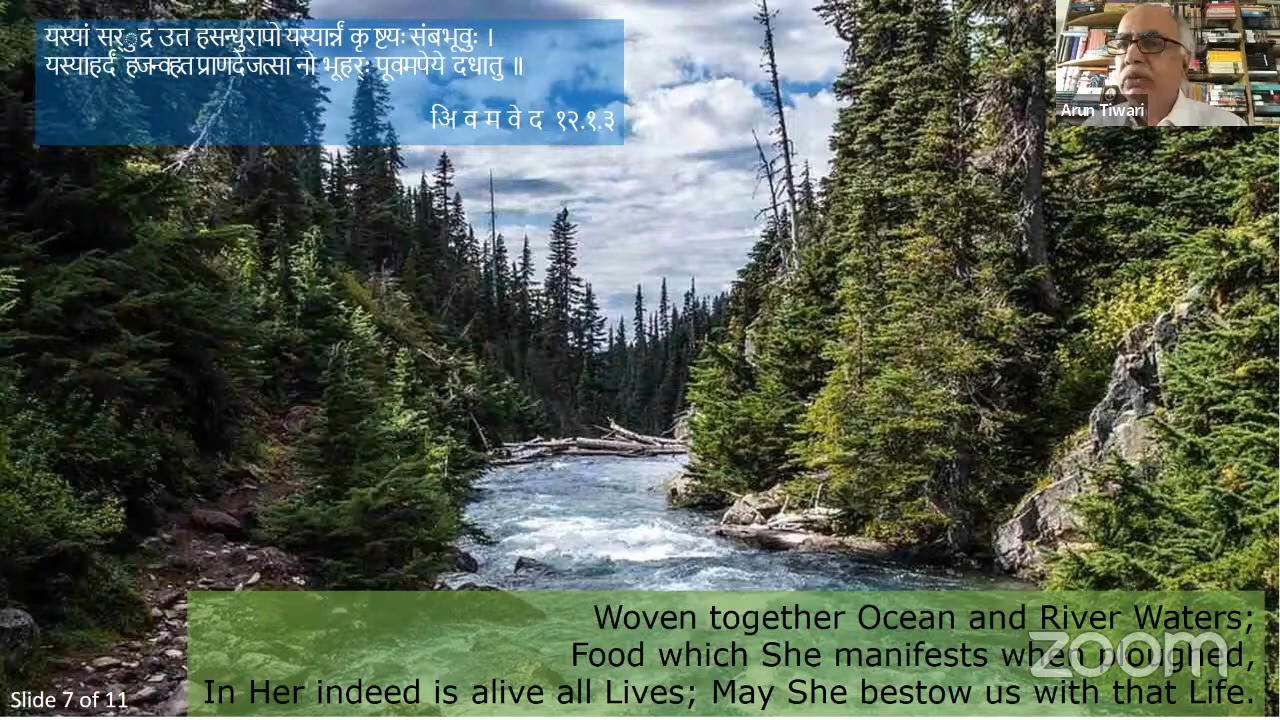 यस्यां सर्ुद्र उत हसन्धुरापो यस्यार्न्नं कृ ष्टयः संबभूवुः ।
यस्याहर्दं हजन्वहत प्राणदेजत्सा नो भूहर्ः पूवमपेये दधातु ॥
अि व म वे द १२.१.३
Arun Tiwari
Woven together Ocean and River Waters;
Food which She manifests when ploughed,
In Her indeed is alive all Lives; May She bestow us with that Life.
zoom
Slide 7 of 11